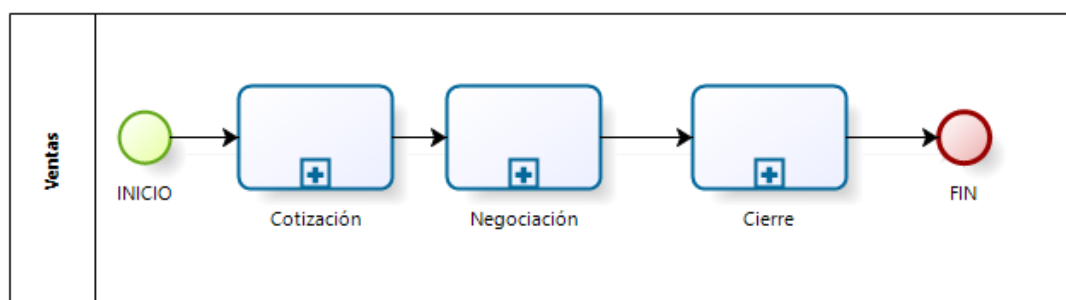 Ventas
INICIO
Cotización
Negociación
Cierre
FIN